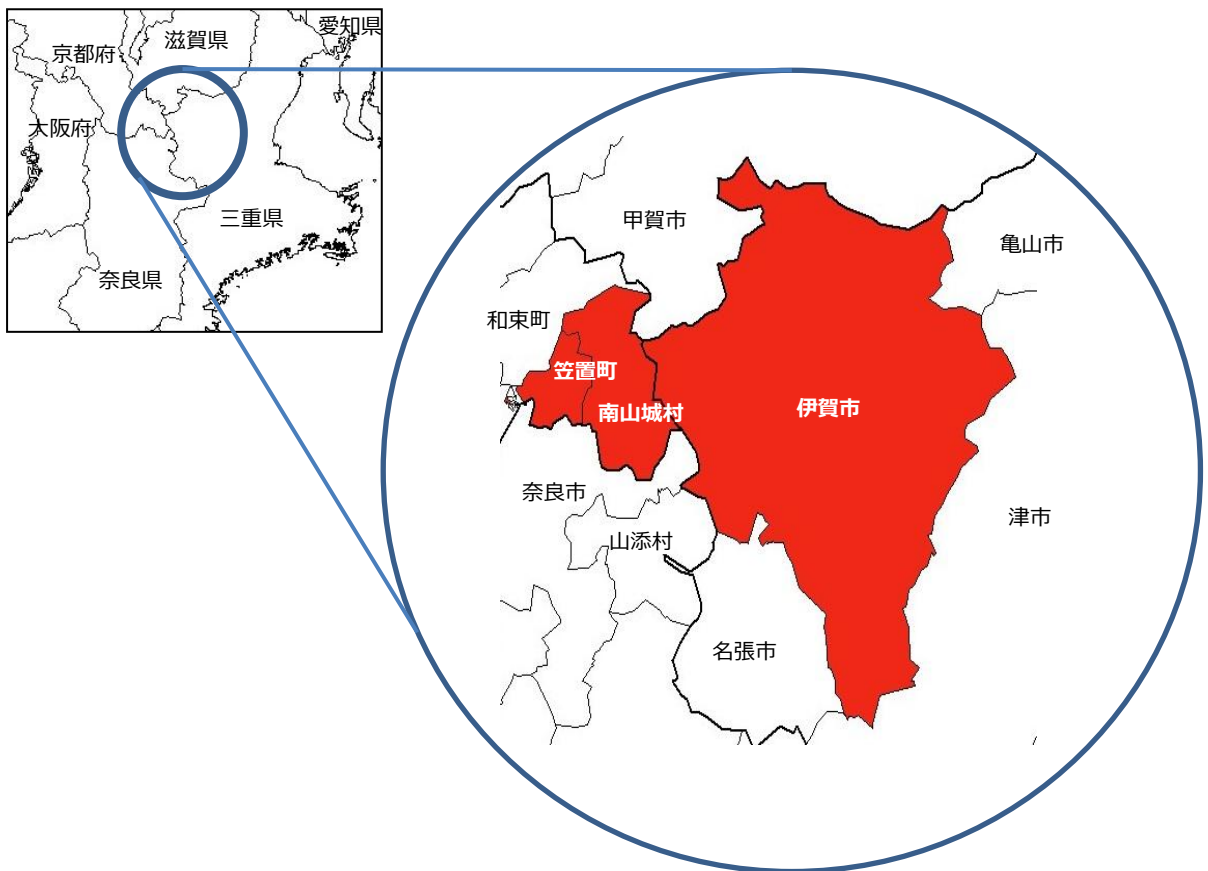 愛知県
滋賀県
京都府
大阪府
三重県
奈良県
甲賀市
亀山市
和束町
笠置町
南山城村
伊賀市
奈良市
津市
山添村
名張市